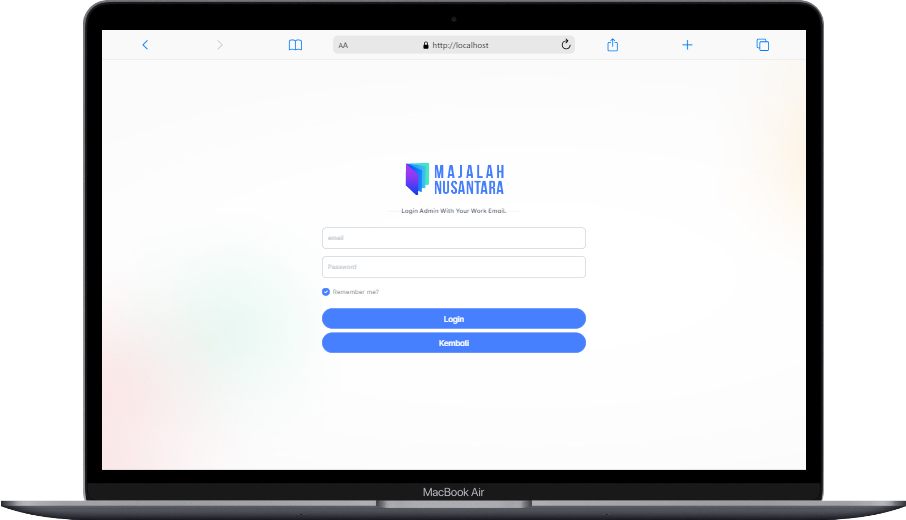 AA
http://localhost
MAJALAH
NUSANTARA
Login Admin With Your Work Email.
email
Password
Remember me?
Login
Kembali
MacBook Air